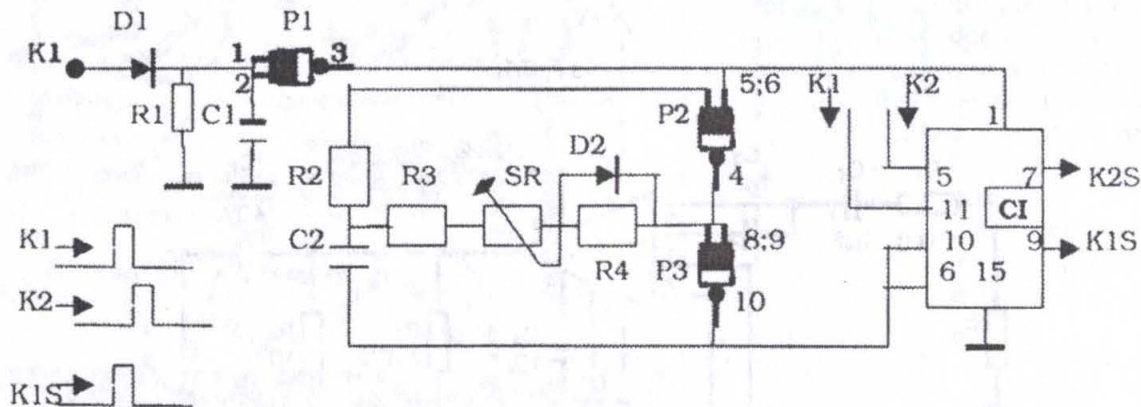 D1 P1
K1 1 3
2 5;6 K1 K2
R1 C1 P2 1
D2
R2 R3 SR 4 5 7 K2S
11 CI
K1 C2 8;9 10 9 K1S
R4 P3 6 15
K2 10
K1S